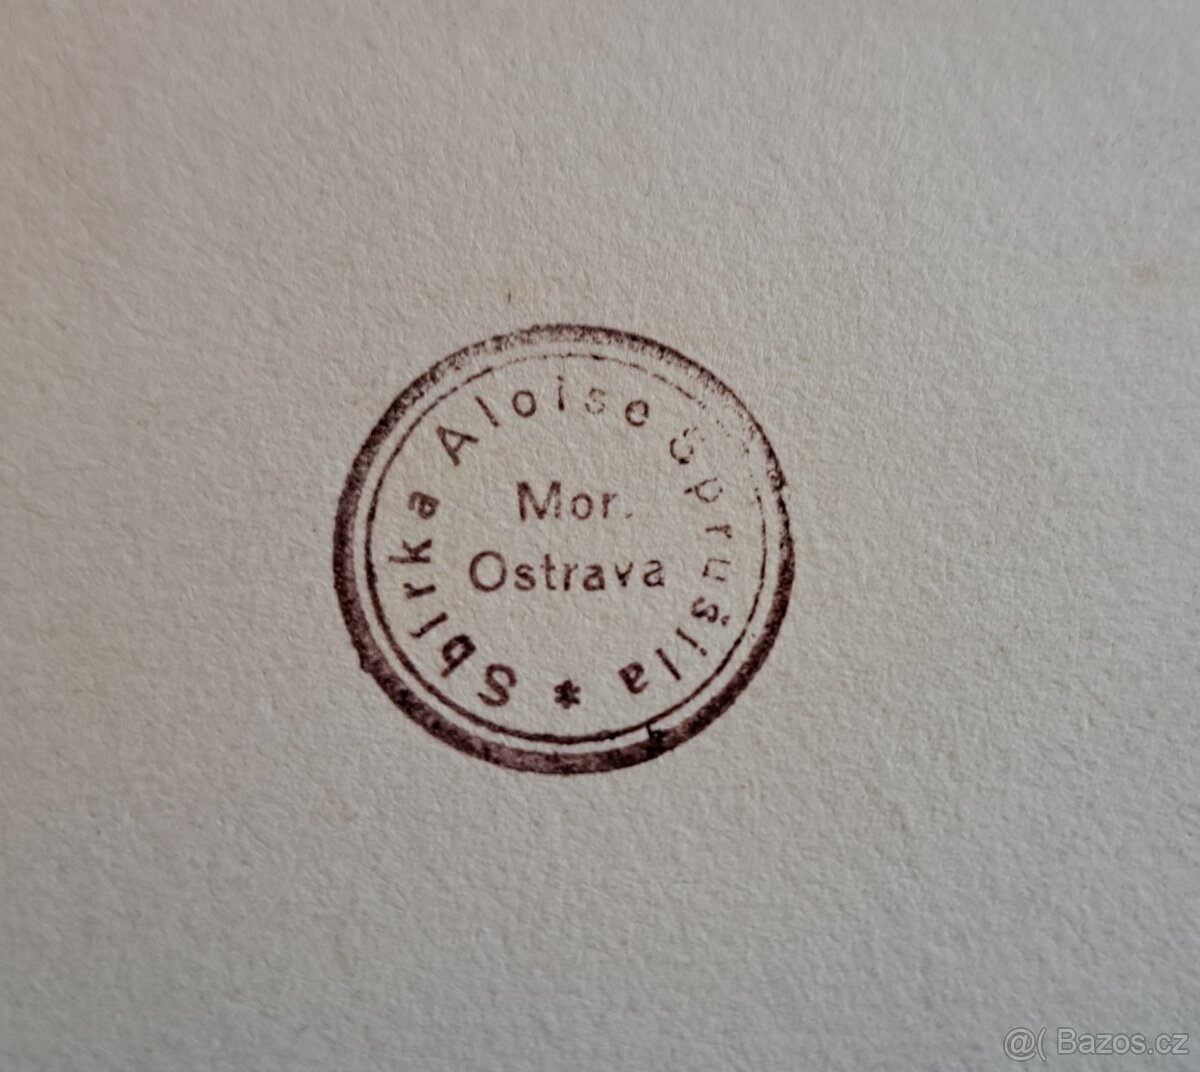 Sbírka Aloise Sprušila *
Mor.
Ostrava
@( Bazos.cz